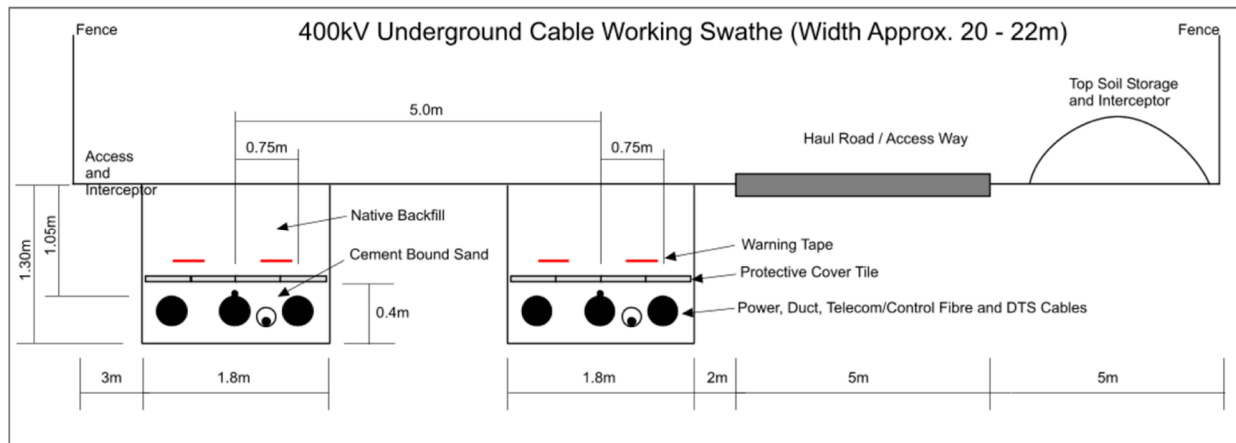 400kV Underground Cable Working Swathe (Width Approx. 20 - 22m)
Fence
Fence
Top Soil Storage
and Interceptor
5.0m
Haul Road / Access Way
0.75m
0.75m
Access
and
Interceptor
Native Backfill
1.05m
1.30m
Warning Tape
Cement Bound Sand
Protective Cover Tile
0.4m
Power, Duct, Telecom/Control Fibre and DTS Cables
3m
1.8m
1.8m
2m
5m
5m